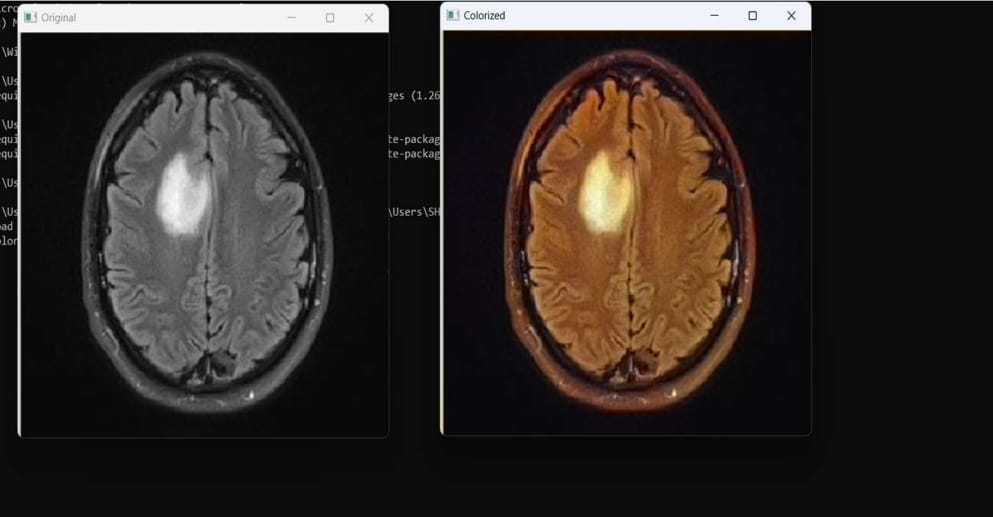 Original
Colorized
) M
\Wi
\Us
equi
ges (1.26
\Us
equi
te-packag
equi
te-packag
\Us
\Us
\Users\SH
oad
olor